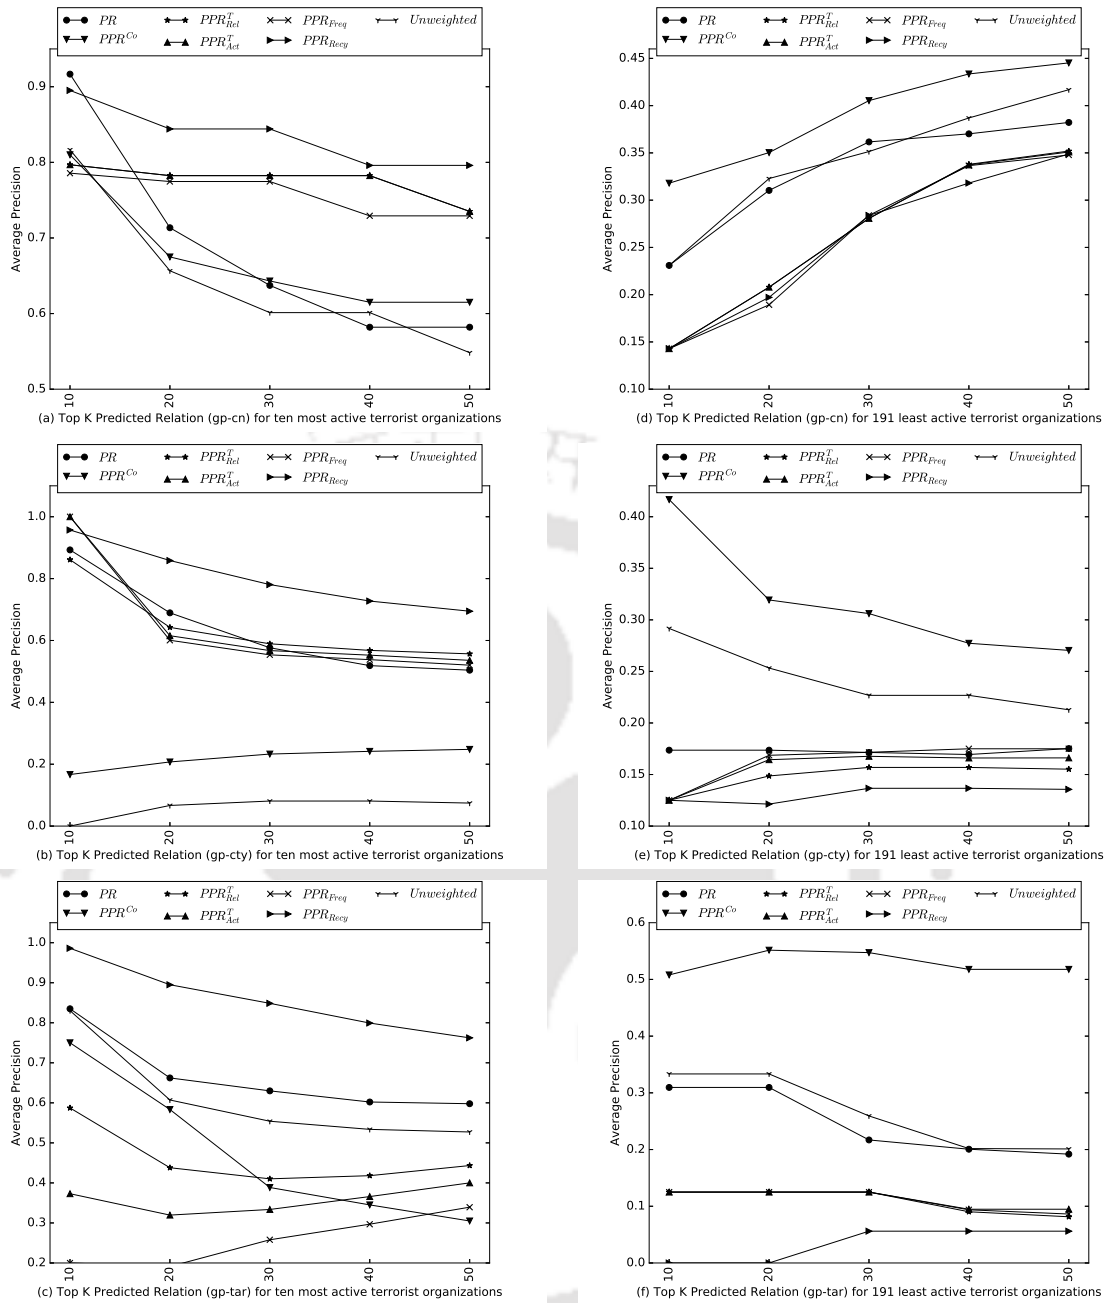 PR
PPR^Co
PPR^T_Rel
PPR^T_Act
PPR_Freq
PPR_Recy
Unweighted
Average Precision
0.9
0.8
0.7
0.6
0.5
10 20 30 40 50
(a) Top K Predicted Relation (gp-cn) for ten most active terrorist organizations
PR
PPR^Co
PPR^T_Rel
PPR^T_Act
PPR_Freq
PPR_Recy
Unweighted
Average Precision
0.45
0.40
0.35
0.30
0.25
0.20
0.15
0.10
10 20 30 40 50
(d) Top K Predicted Relation (gp-cn) for 191 least active terrorist organizations
PR
PPR^Co
PPR^T_Rel
PPR^T_Act
PPR_Freq
PPR_Recy
Unweighted
Average Precision
1.0
0.8
0.6
0.4
0.2
0.0
10 20 30 40 50
(b) Top K Predicted Relation (gp-cty) for ten most active terrorist organizations
PR
PPR^Co
PPR^T_Rel
PPR^T_Act
PPR_Freq
PPR_Recy
Unweighted
Average Precision
0.40
0.35
0.30
0.25
0.20
0.15
0.10
10 20 30 40 50
(e) Top K Predicted Relation (gp-cty) for 191 least active terrorist organizations
PR
PPR^Co
PPR^T_Rel
PPR^T_Act
PPR_Freq
PPR_Recy
Unweighted
Average Precision
1.0
0.9
0.8
0.7
0.6
0.5
0.4
0.3
0.2
10 20 30 40 50
(c) Top K Predicted Relation (gp-tar) for ten most active terrorist organizations
PR
PPR^Co
PPR^T_Rel
PPR^T_Act
PPR_Freq
PPR_Recy
Unweighted
Average Precision
0.6
0.5
0.4
0.3
0.2
0.1
0.0
10 20 30 40 50
(f) Top K Predicted Relation (gp-tar) for 191 least active terrorist organizations